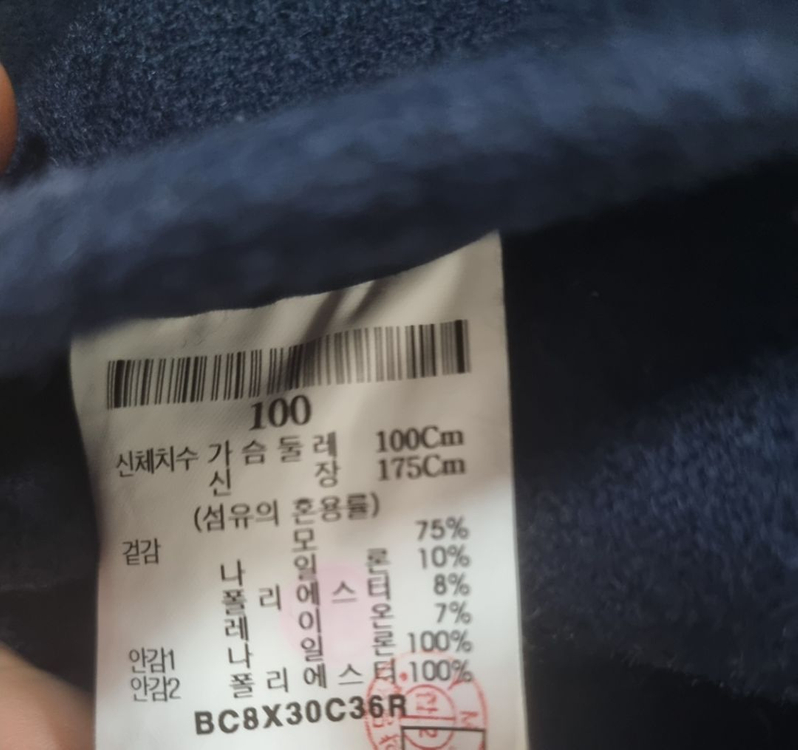 100
신체치수 가 슴 둘 레 100Cm
신 장 175Cm
(섬유의 혼용률)
겉감 모 75%
나 일 론 10%
폴 리 에 스 터 8%
레 이 온 7%
안감1 나 일 론 100%
안감2 폴 리 에 스 터 100%
BC8X30C36R